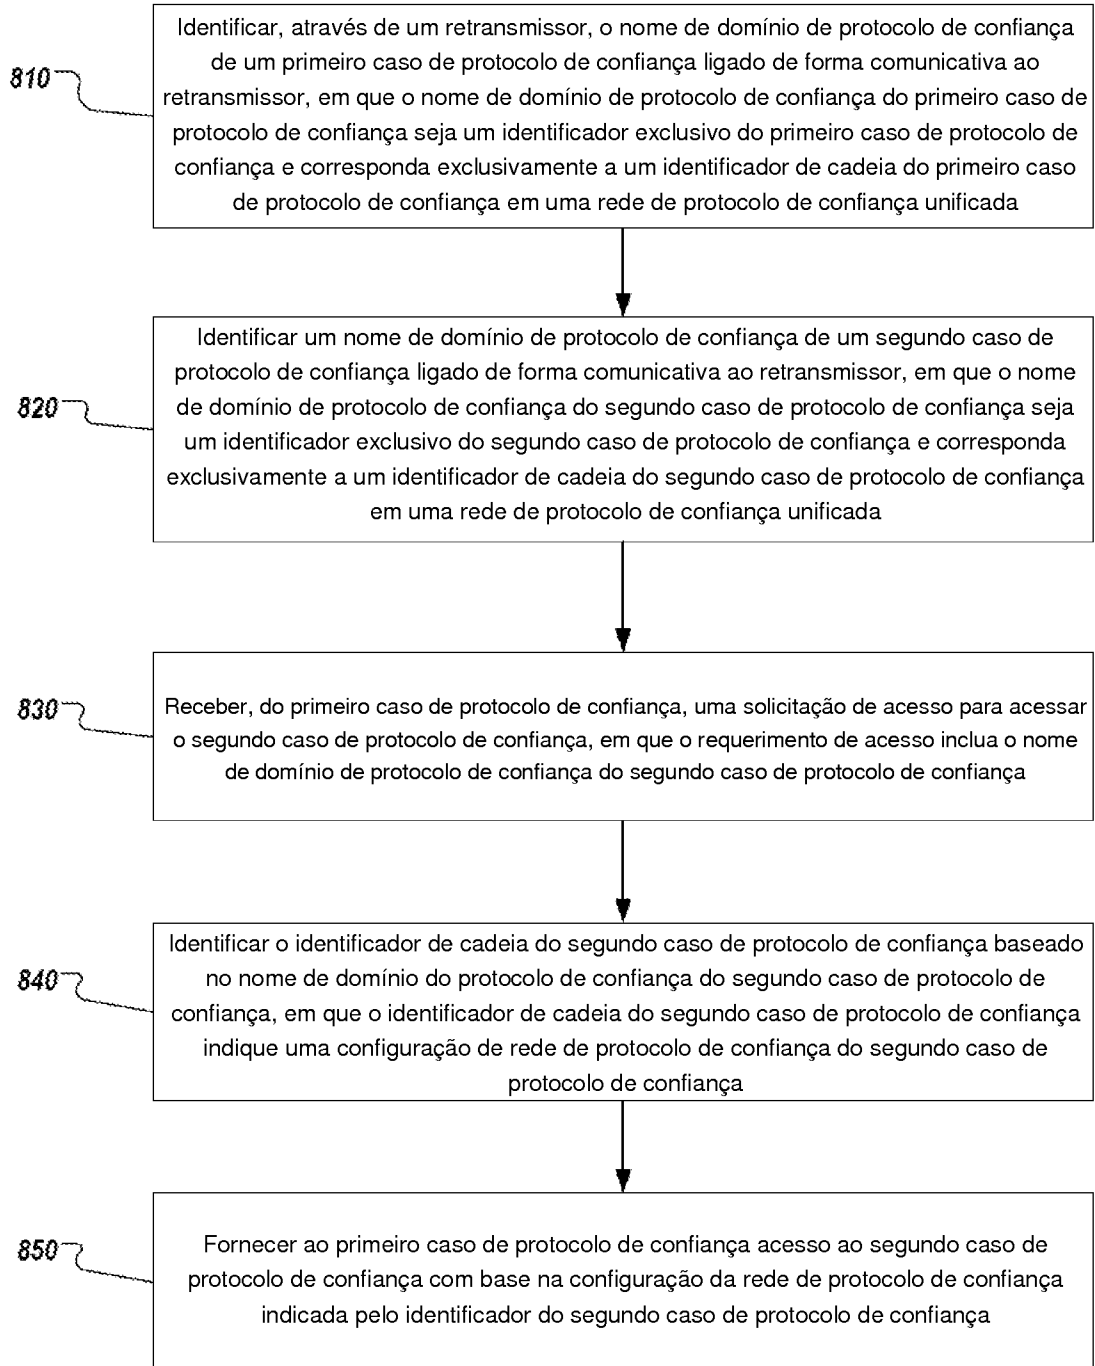 Identificar, através de um retransmissor, o nome de domínio de protocolo de confiança
de um primeiro caso de protocolo de confiança ligado de forma comunicativa ao
retransmissor, em que o nome de domínio de protocolo de confiança do primeiro caso de
protocolo de confiança seja um identificador exclusivo do primeiro caso de protocolo de
confiança e corresponda exclusivamente a um identificador de cadeia do primeiro caso
de protocolo de confiança em uma rede de protocolo de confiança unificada
810
Identificar um nome de domínio de protocolo de confiança de um segundo caso de
protocolo de confiança ligado de forma comunicativa ao retransmissor, em que o nome
de domínio de protocolo de confiança do segundo caso de protocolo de confiança seja
um identificador exclusivo do segundo caso de protocolo de confiança e corresponda
exclusivamente a um identificador de cadeia do segundo caso de protocolo de confiança
em uma rede de protocolo de confiança unificada
820
Receber, do primeiro caso de protocolo de confiança, uma solicitação de acesso para acessar
o segundo caso de protocolo de confiança, em que o requerimento de acesso inclua o nome
de domínio de protocolo de confiança do segundo caso de protocolo de confiança
830
Identificar o identificador de cadeia do segundo caso de protocolo de confiança baseado
no nome de domínio do protocolo de confiança do segundo caso de protocolo de
confiança, em que o identificador de cadeia do segundo caso de protocolo de confiança
indique uma configuração de rede de protocolo de confiança do segundo caso de
protocolo de confiança
840
Fornecer ao primeiro caso de protocolo de confiança acesso ao segundo caso de
protocolo de confiança com base na configuração da rede de protocolo de confiança
indicada pelo identificador do segundo caso de protocolo de confiança
850